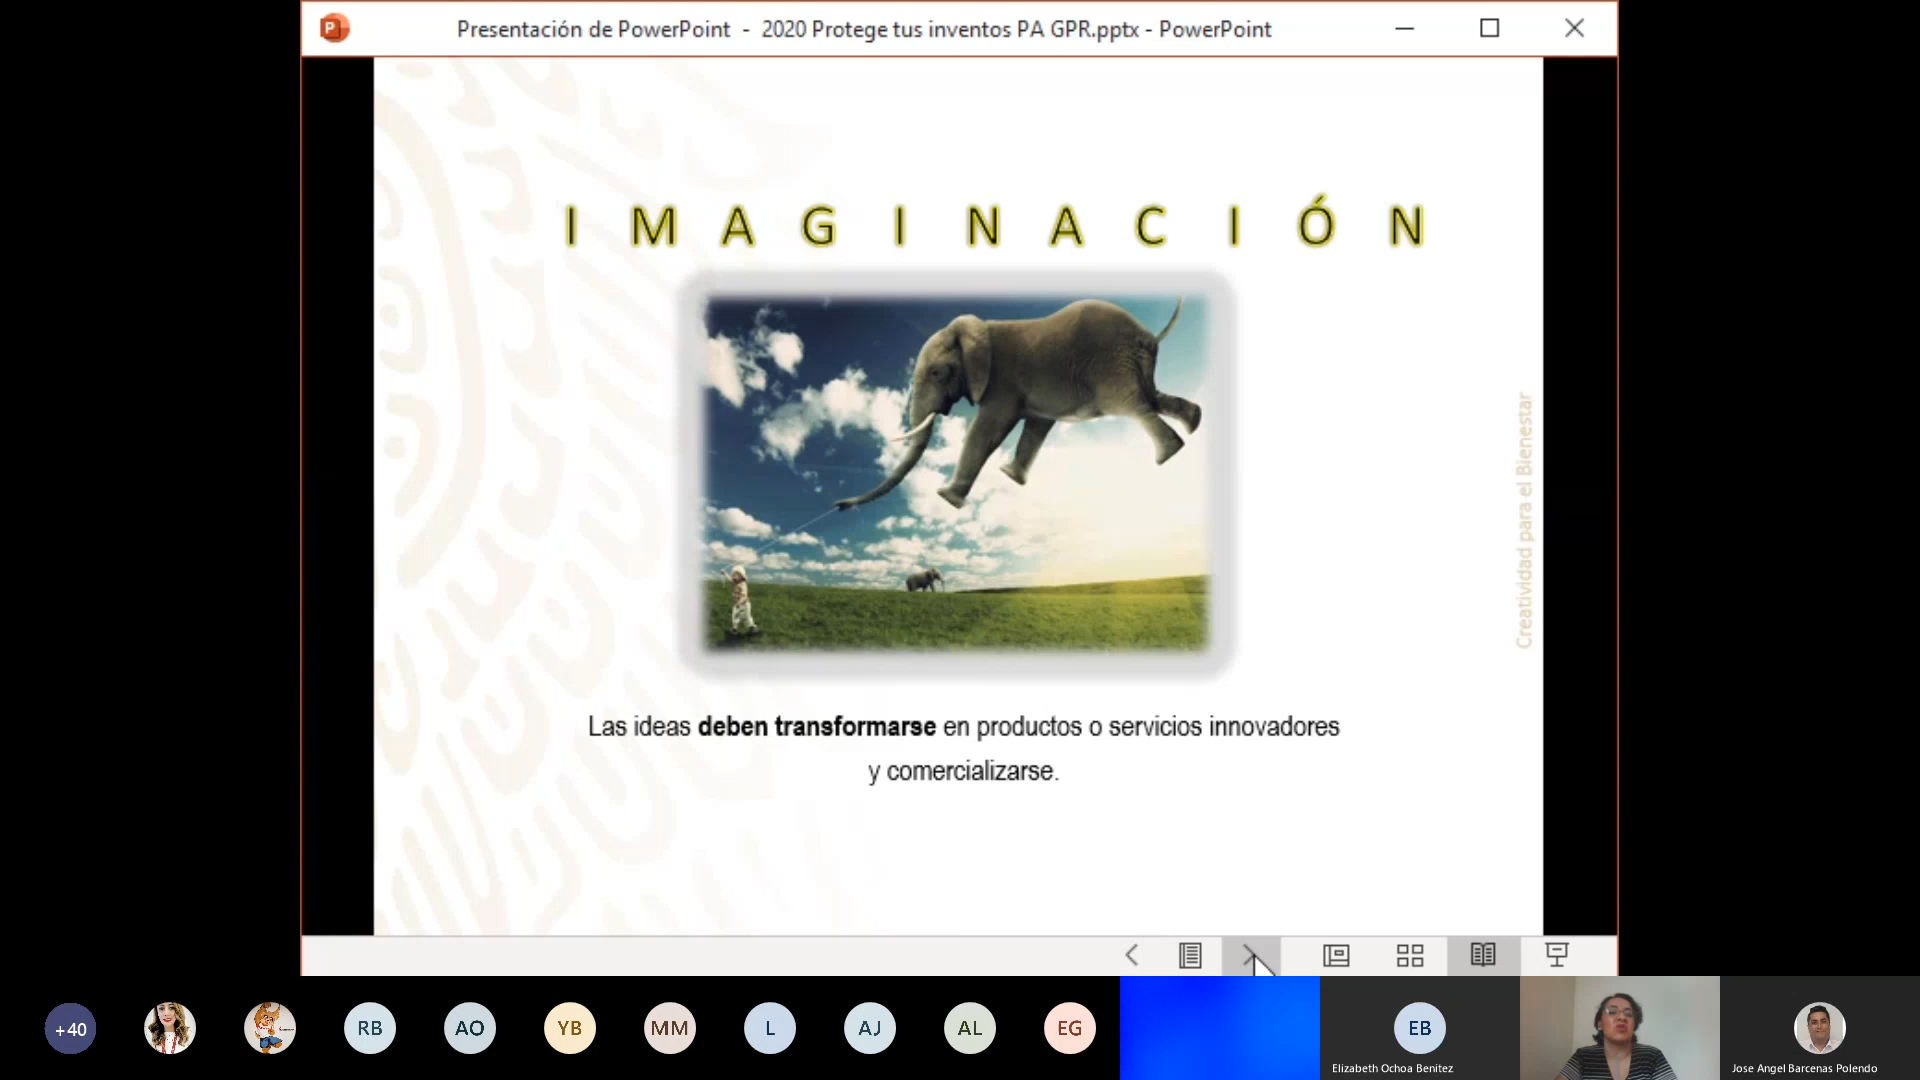 Presentación de PowerPoint - 2020 Protege tus inventos PA GPR.pptx - PowerPoint
IMAGINACIÓN
Creatividad para el Bienestar
Las ideas deben transformarse en productos o servicios innovadores
y comercializarse.
+40
RB
AO
YB
MM
L
AJ
AL
EG
EB
Elizabeth Ochoa Benitez
Jose Angel Barcenas Polendo